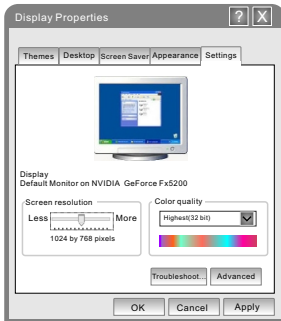 Display Properties ? X
Themes Desktop Screen Saver Appearance Settings
Display
Default Monitor on NVIDIA GeForce Fx5200
Screen resolution
Less More
1024 by 768 pixels
Color quality
Highest(32 bit)
Troubleshoot... Advanced
OK Cancel Apply